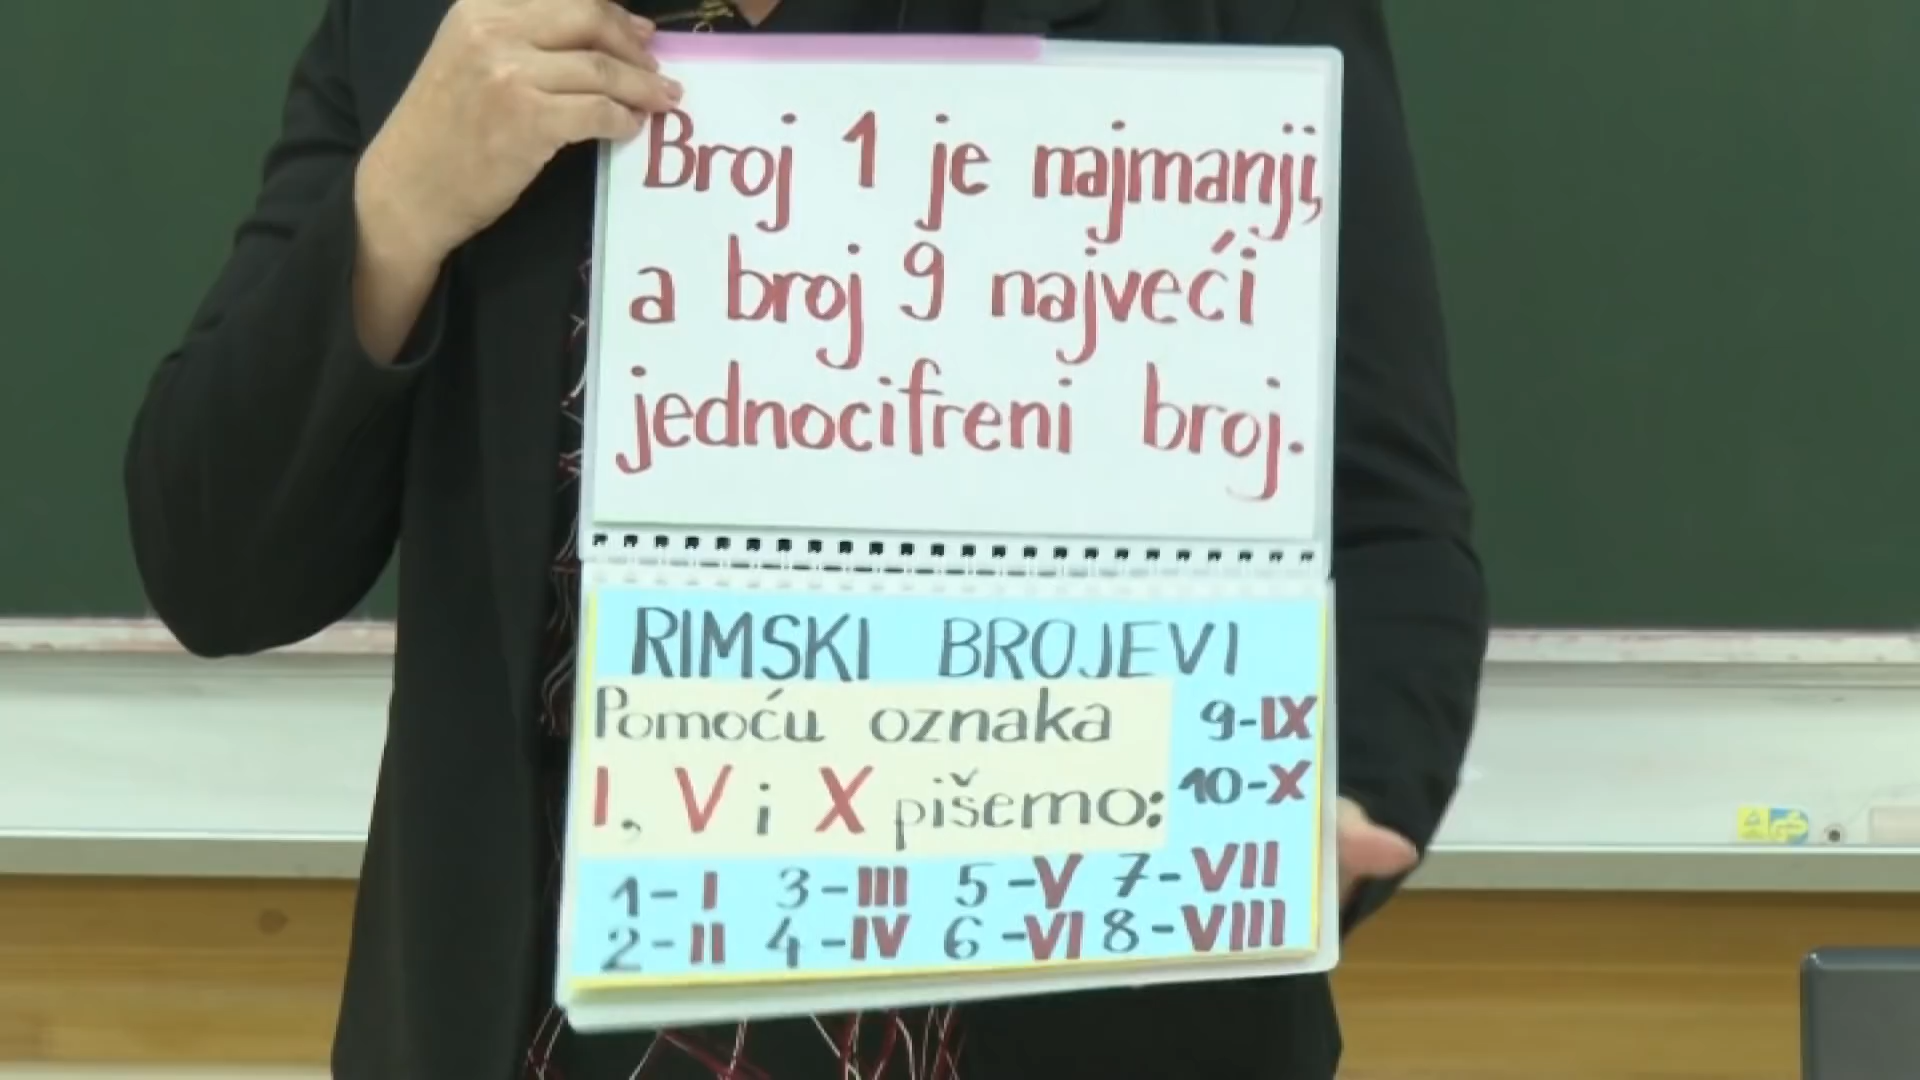 Broj 1 je najmanji,
a broj 9 najveći
jednocifreni broj.
RIMSKI BROJEVI
Pomoću oznaka
I, V i X pišemo:
9-IX
10-X
1-I 3-III 5-V 7-VII
2-II 4-IV 6-VI 8-VIII